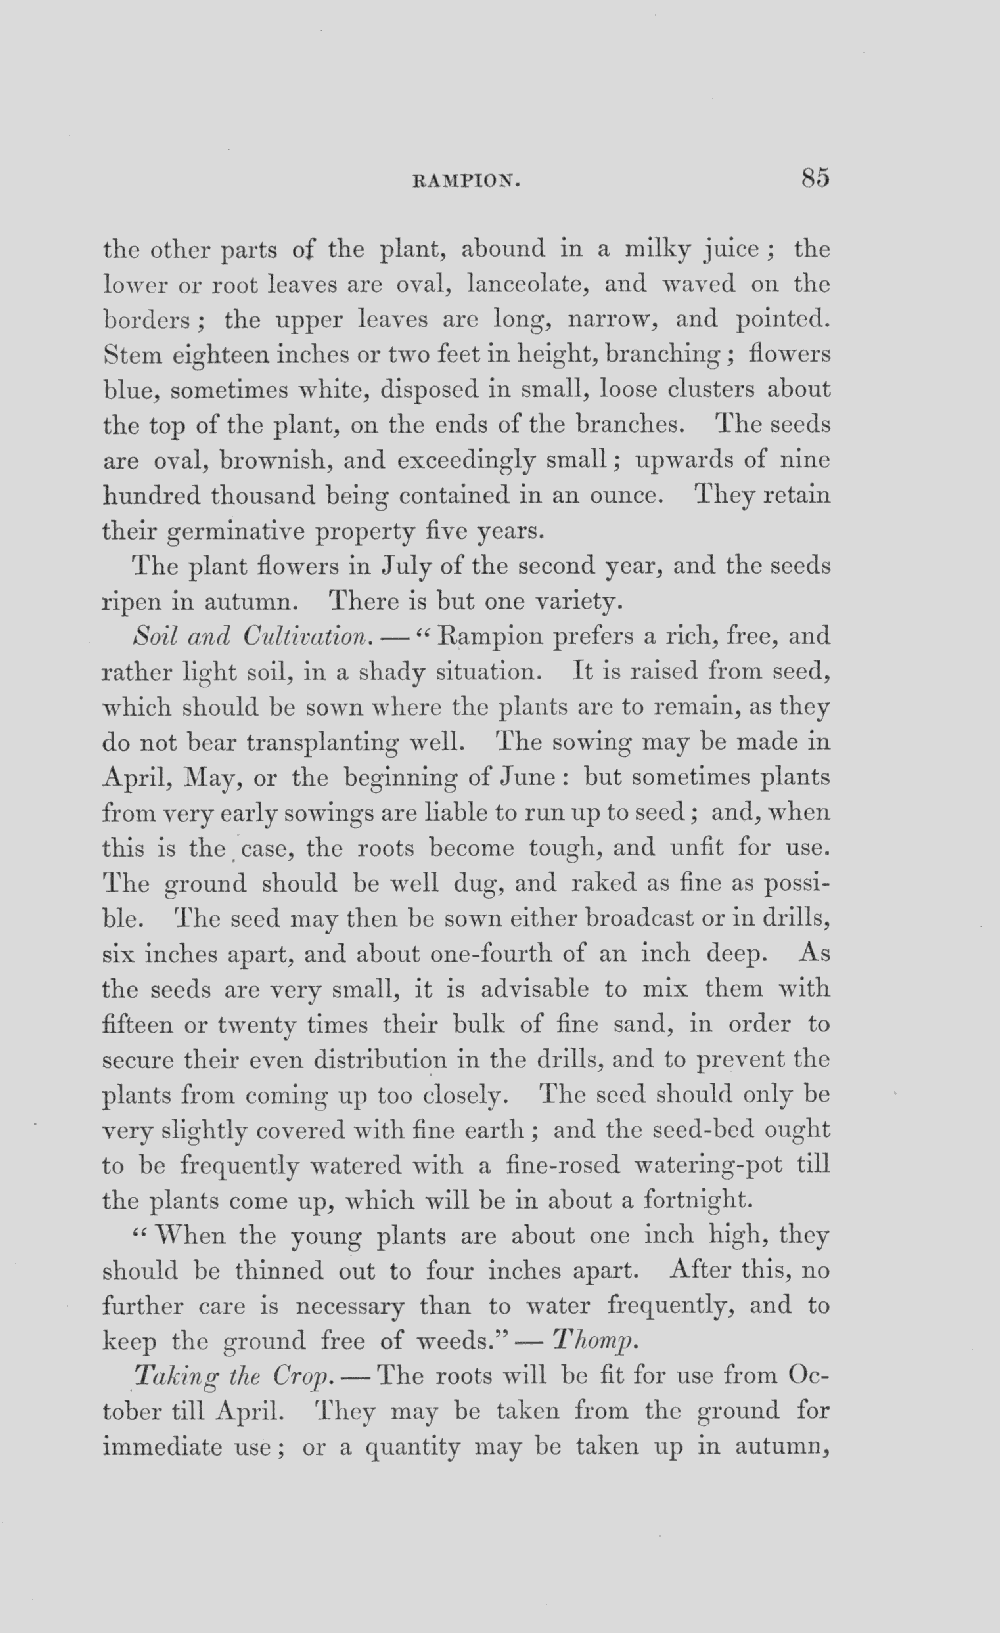 RAMPION. 85
the other parts of the plant, abound in a milky juice; the
lower or root leaves are oval, lanceolate, and waved on the
borders; the upper leaves are long, narrow, and pointed.
Stem eighteen inches or two feet in height, branching; flowers
blue, sometimes white, disposed in small, loose clusters about
the top of the plant, on the ends of the branches. The seeds
are oval, brownish, and exceedingly small; upwards of nine
hundred thousand being contained in an ounce. They retain
their germinative property five years.
The plant flowers in July of the second year, and the seeds
ripen in autumn. There is but one variety.
Soil and Cultivation. — “Rampion prefers a rich, free, and
rather light soil, in a shady situation. It is raised from seed,
which should be sown where the plants are to remain, as they
do not bear transplanting well. The sowing may be made in
April, May, or the beginning of June: but sometimes plants
from very early sowings are liable to run up to seed; and, when
this is the case, the roots become tough, and unfit for use.
The ground should be well dug, and raked as fine as possi-
ble. The seed may then be sown either broadcast or in drills,
six inches apart, and about one-fourth of an inch deep. As
the seeds are very small, it is advisable to mix them with
fifteen or twenty times their bulk of fine sand, in order to
secure their even distribution in the drills, and to prevent the
plants from coming up too closely. The seed should only be
very slightly covered with fine earth; and the seed-bed ought
to be frequently watered with a fine-rosed watering-pot till
the plants come up, which will be in about a fortnight.
“When the young plants are about one inch high, they
should be thinned out to four inches apart. After this, no
further care is necessary than to water frequently, and to
keep the ground free of weeds.” — Thomp.
Taking the Crop. — The roots will be fit for use from Oc-
tober till April. They may be taken from the ground for
immediate use; or a quantity may be taken up in autumn,